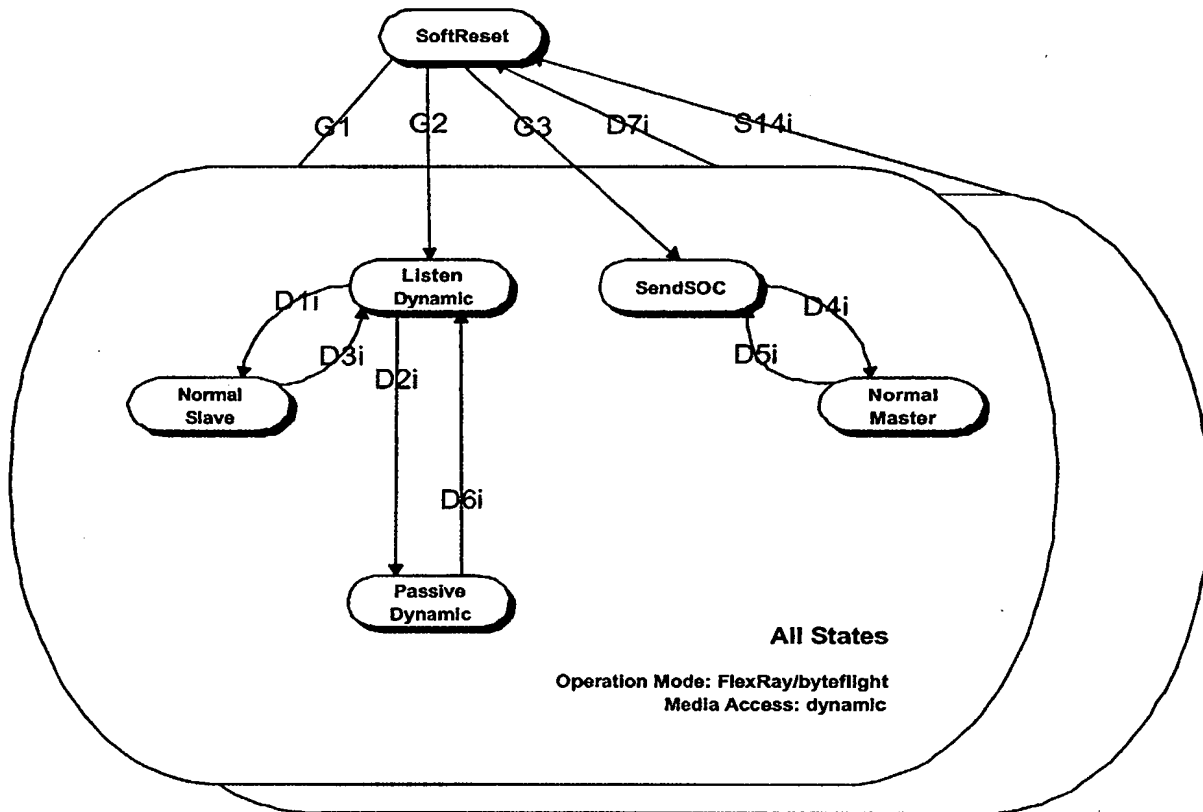 SoftReset
G1
G2
G3
D7i
S14i
Listen
Dynamic
SendSOC
D1i
D4i
D3i
D2i
D5i
Normal
Slave
Normal
Master
D6i
Passive
Dynamic
All States
Operation Mode: FlexRay/byteflight
Media Access: dynamic